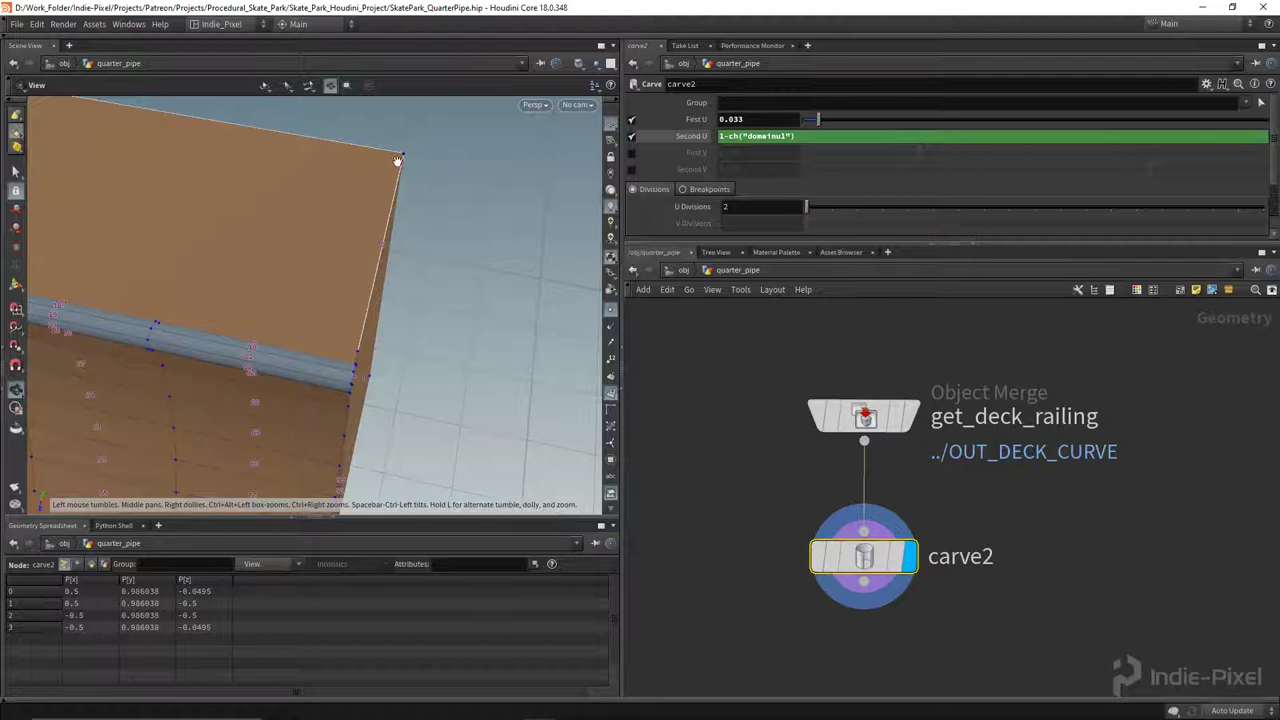 D:/Work_Folder/Indie-Pixel/Projects/Patreon/Projects/Procedural_Skate_Park/Skate_Park_Houdini_Project/SkatePark_QuarterPipe.hip - Houdini Core 18.0.348
File Edit Render Assets Windows Help Indie_Pixel Main Main
Scene View
obj quarter_pipe
View
Persp No cam
Left mouse tumbles. Middle pans. Right dollies. Ctrl+Alt+Left box-zooms. Ctrl+Right zooms. Spacebar-Ctrl-Left tilts. Hold L for alternate tumble, dolly, and zoom.
Geometry Spreadsheet Python Shell
obj quarter_pipe
Node: carve2 Group: View Intrinsics Attributes:
P[x] P[y] P[z]
0 0.5 0.986038 -0.0495
1 0.5 0.986038 -0.5
2 -0.5 0.986038 -0.5
3 -0.5 0.986038 -0.0495
carve2 Take List Performance Monitor
obj quarter_pipe
Carve carve2
Group
First U 0.033
Second U 1-ch("domainu1")
First V
Second V
Divisions Breakpoints
U Divisions 2
V Divisions
/obj/quarter_pipe Tree View Material Palette Asset Browser
obj quarter_pipe
Add Edit Go View Tools Layout Help
Geometry
Object Merge
get_deck_railing
../OUT_DECK_CURVE
carve2
Indie-Pixel
Auto Update